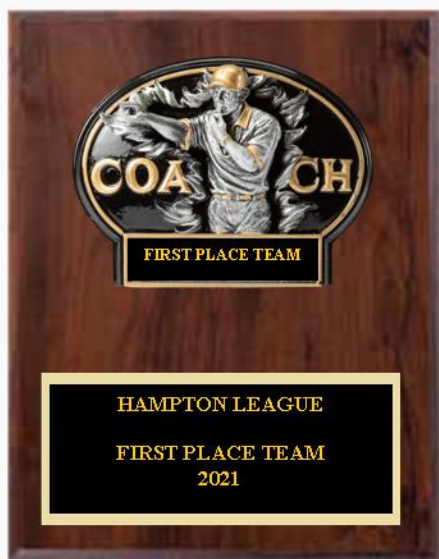 COACH
FIRST PLACE TEAM
HAMPTON LEAGUE
FIRST PLACE TEAM
2021